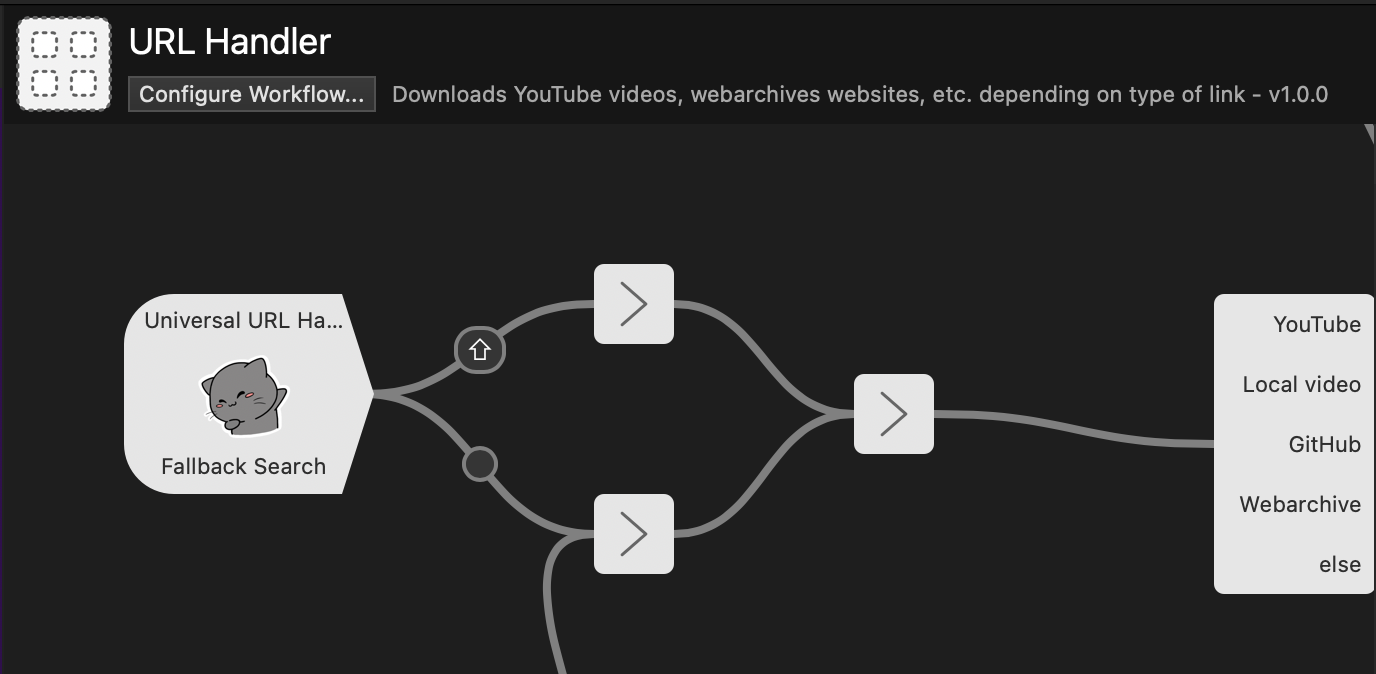 URL Handler
Configure Workflow...
Downloads YouTube videos, webarchives websites, etc. depending on type of link - v1.0.0
Universal URL Ha...
Fallback Search
YouTube
Local video
GitHub
Webarchive
else